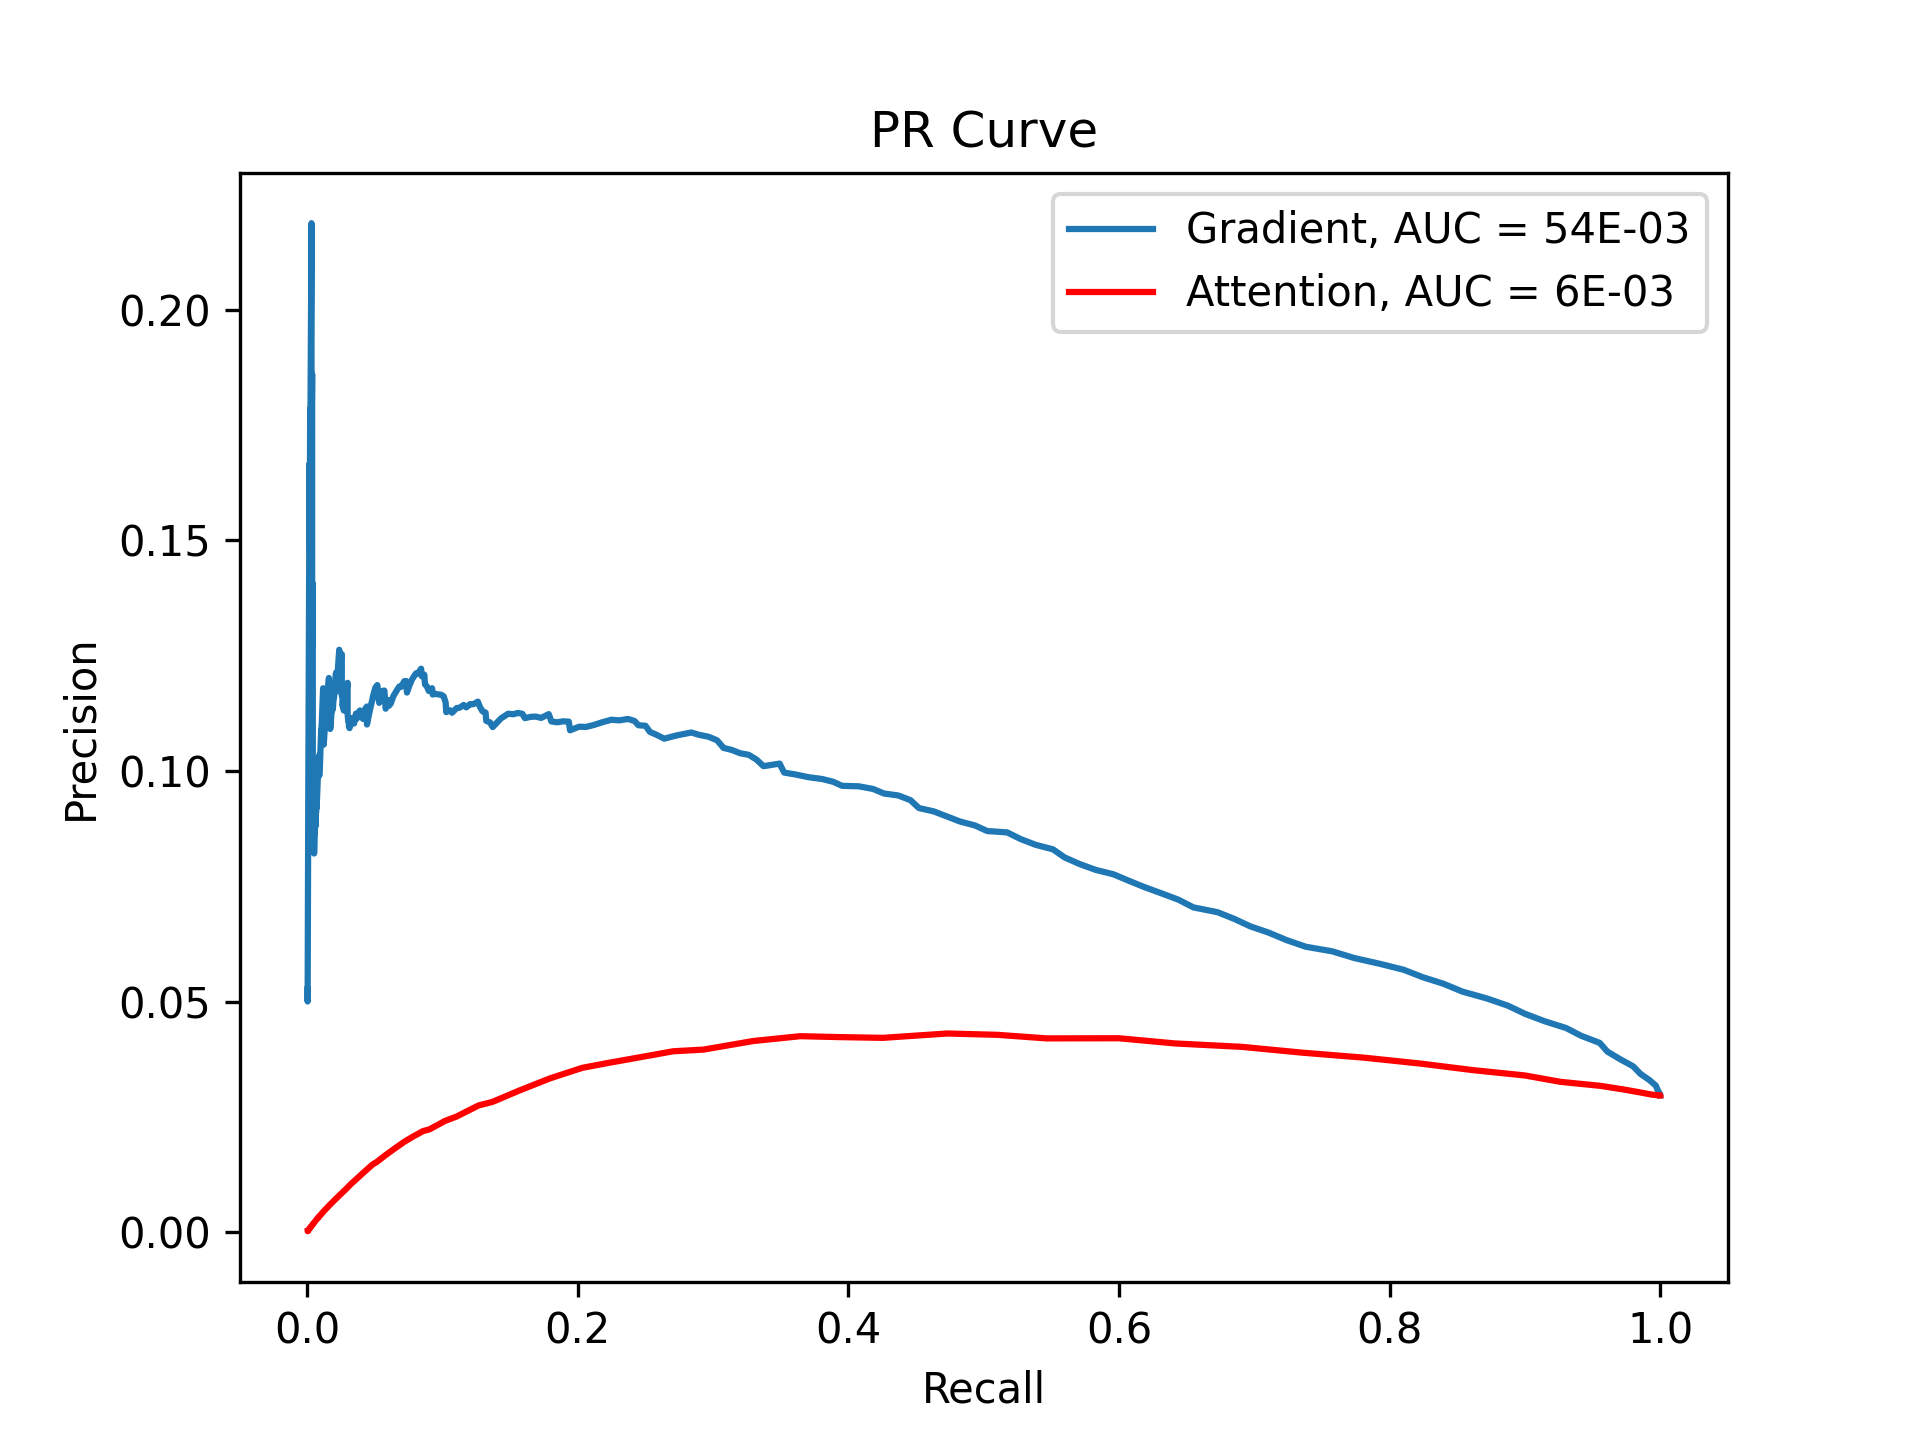 PR Curve
Gradient, AUC = 54E-03
Attention, AUC = 6E-03
Precision
0.20
0.15
0.10
0.05
0.00
0.0 0.2 0.4 0.6 0.8 1.0
Recall